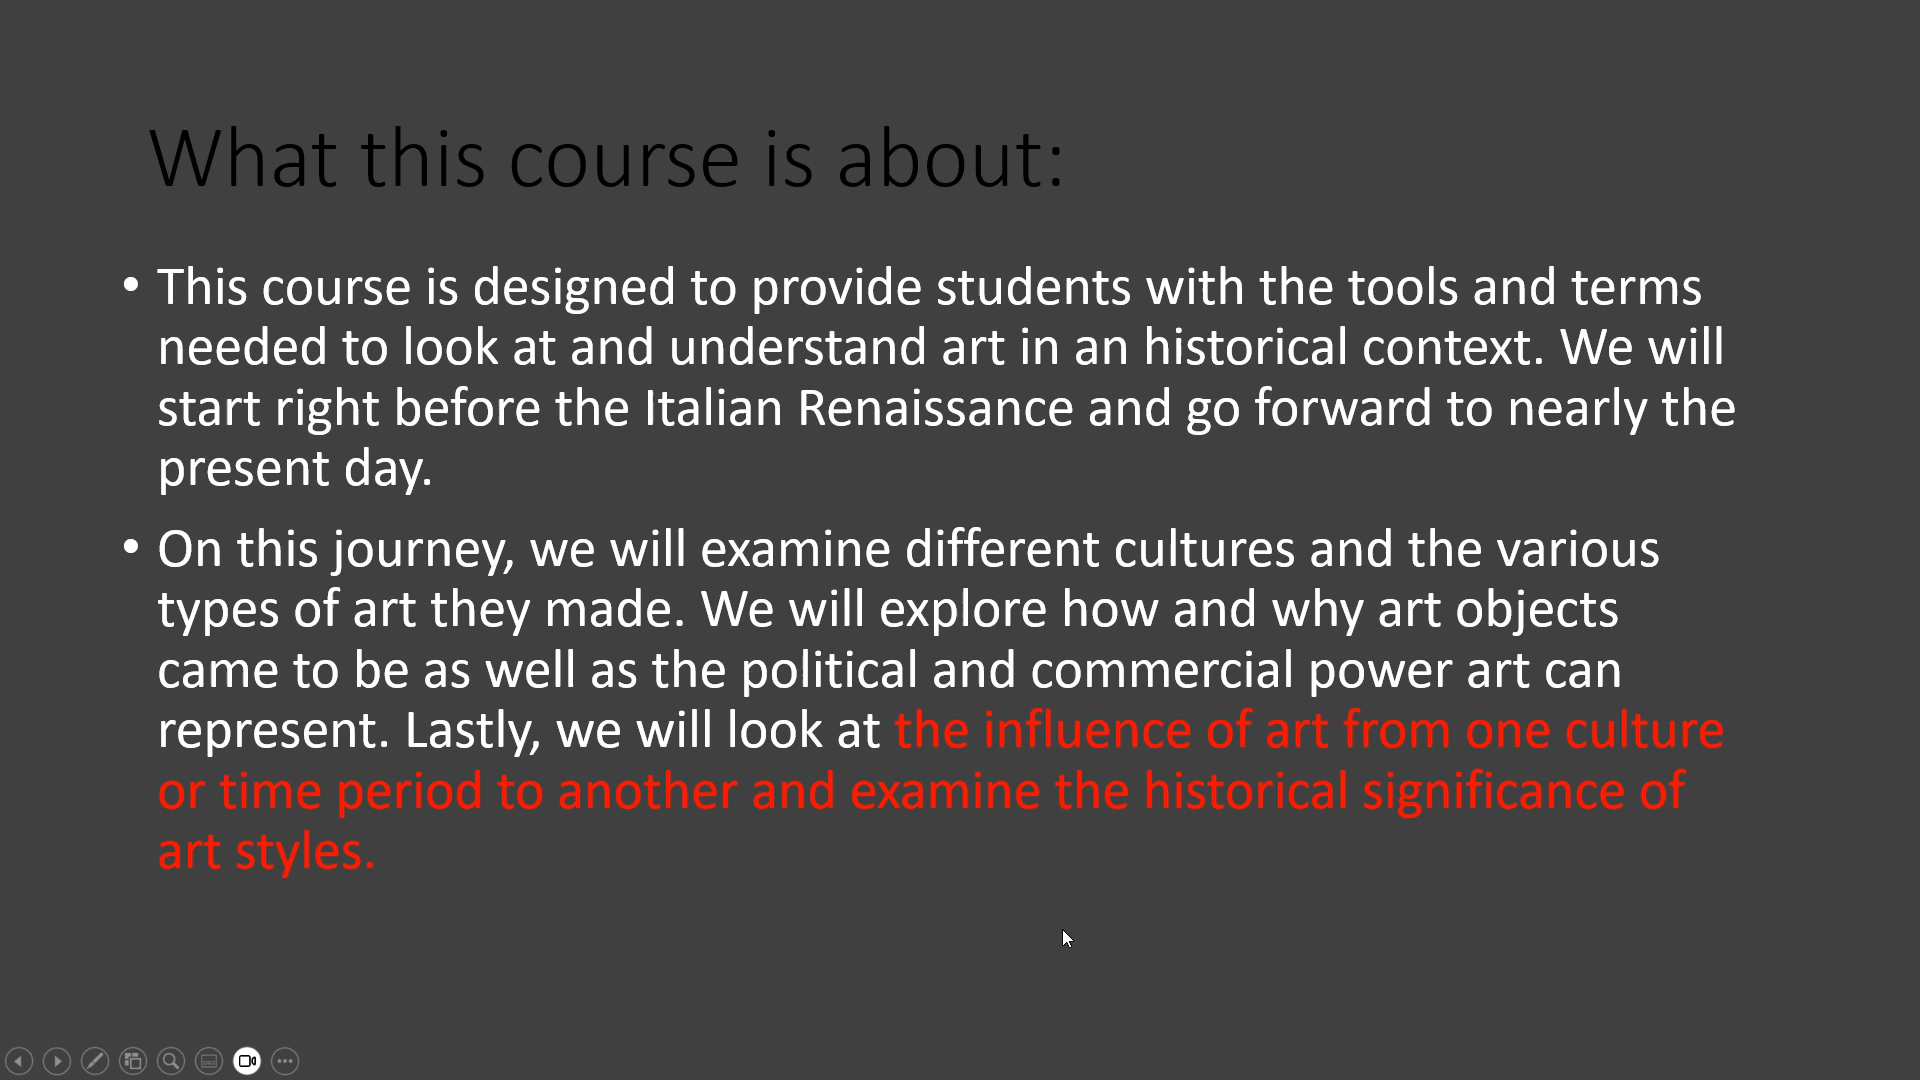 What this course is about:
• This course is designed to provide students with the tools and terms
needed to look at and understand art in an historical context. We will
start right before the Italian Renaissance and go forward to nearly the
present day.
• On this journey, we will examine different cultures and the various
types of art they made. We will explore how and why art objects
came to be as well as the political and commercial power art can
represent. Lastly, we will look at the influence of art from one culture
or time period to another and examine the historical significance of
art styles.